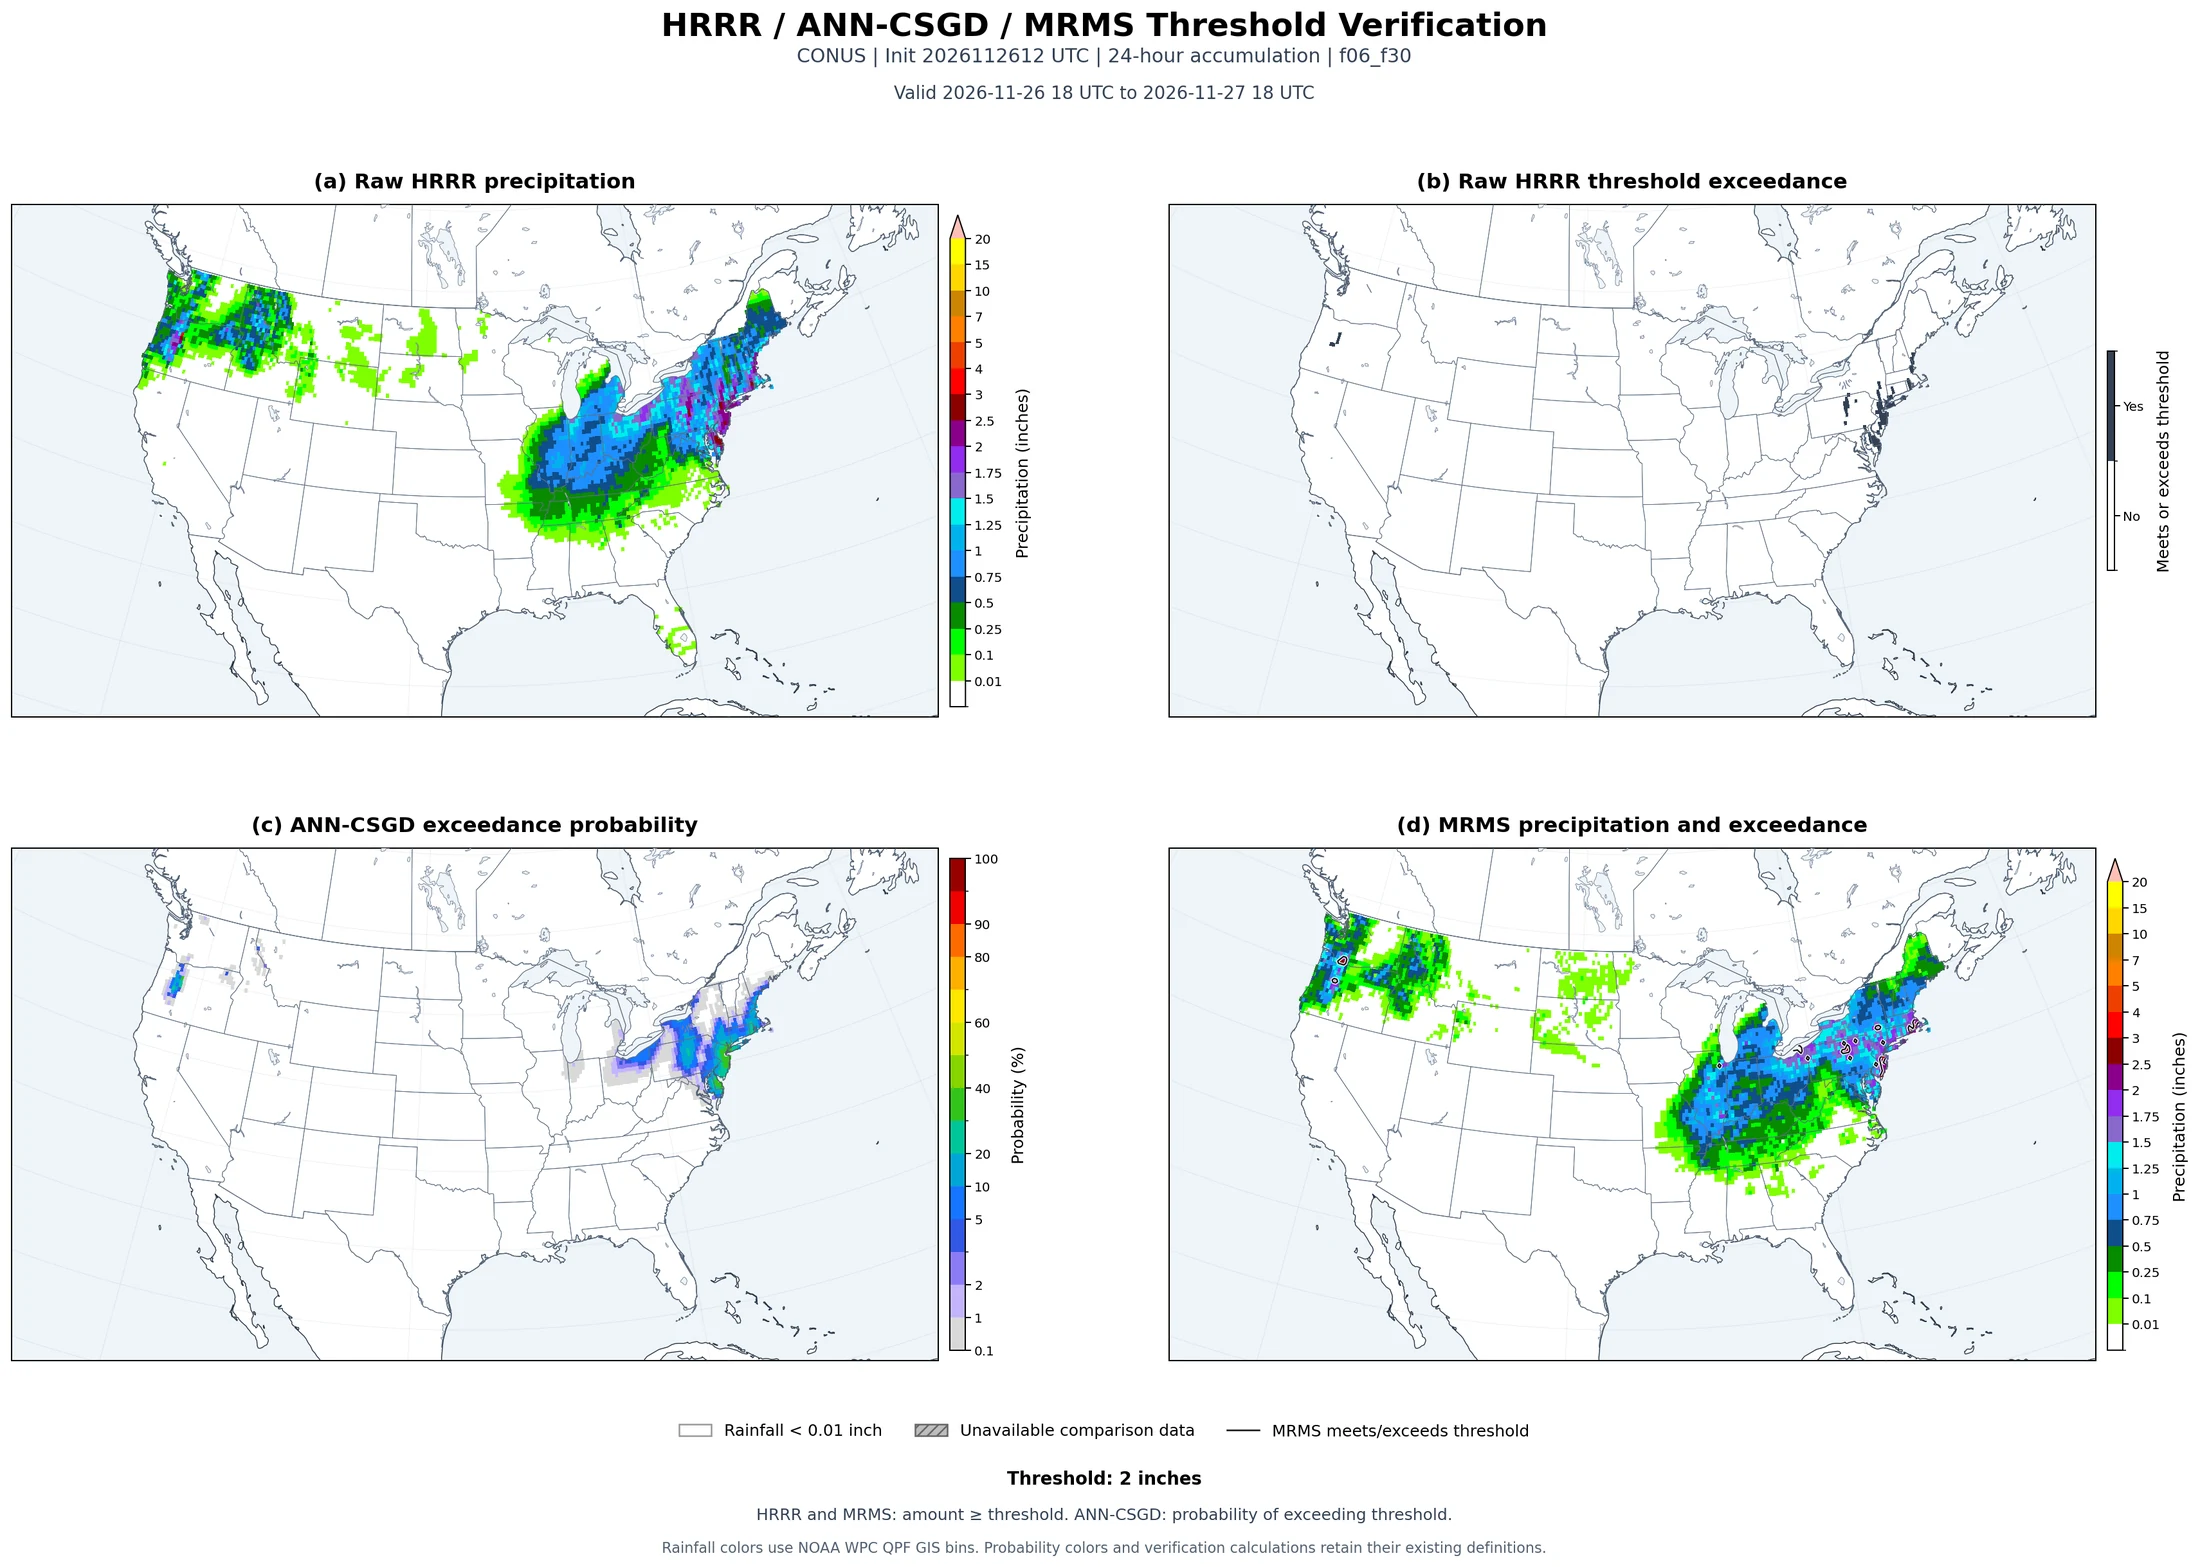 HRRR / ANN-CSGD / MRMS Threshold Verification
CONUS | Init 2026112612 UTC | 24-hour accumulation | f06_f30
Valid 2026-11-26 18 UTC to 2026-11-27 18 UTC
(a) Raw HRRR precipitation
20
15
10
7
5
4
3
2.5
2
1.75
1.5
1.25
1
0.75
0.5
0.25
0.1
0.01
Precipitation (inches)
(b) Raw HRRR threshold exceedance
Yes
No
Meets or exceeds threshold
(c) ANN-CSGD exceedance probability
100
90
80
60
40
20
10
5
2
1
0.1
Probability (%)
(d) MRMS precipitation and exceedance
20
15
10
7
5
4
3
2.5
2
1.75
1.5
1.25
1
0.75
0.5
0.25
0.1
0.01
Precipitation (inches)
Rainfall < 0.01 inch
Unavailable comparison data
MRMS meets/exceeds threshold
Threshold: 2 inches
HRRR and MRMS: amount ≥ threshold. ANN-CSGD: probability of exceeding threshold.
Rainfall colors use NOAA WPC QPF GIS bins. Probability colors and verification calculations retain their existing definitions.